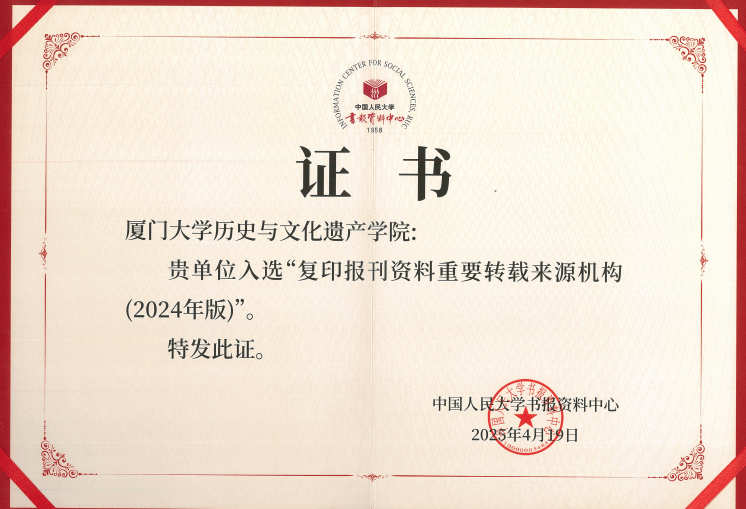 INFORMATION CENTER FOR SOCIAL SCIENCES, RUC
中国人民大学
书报资料中心
1958
证 书
厦门大学历史与文化遗产学院:
贵单位入选“复印报刊资料重要转载来源机构
(2024年版)”。
特发此证。
中国人民大学书报资料中心
2025年4月19日